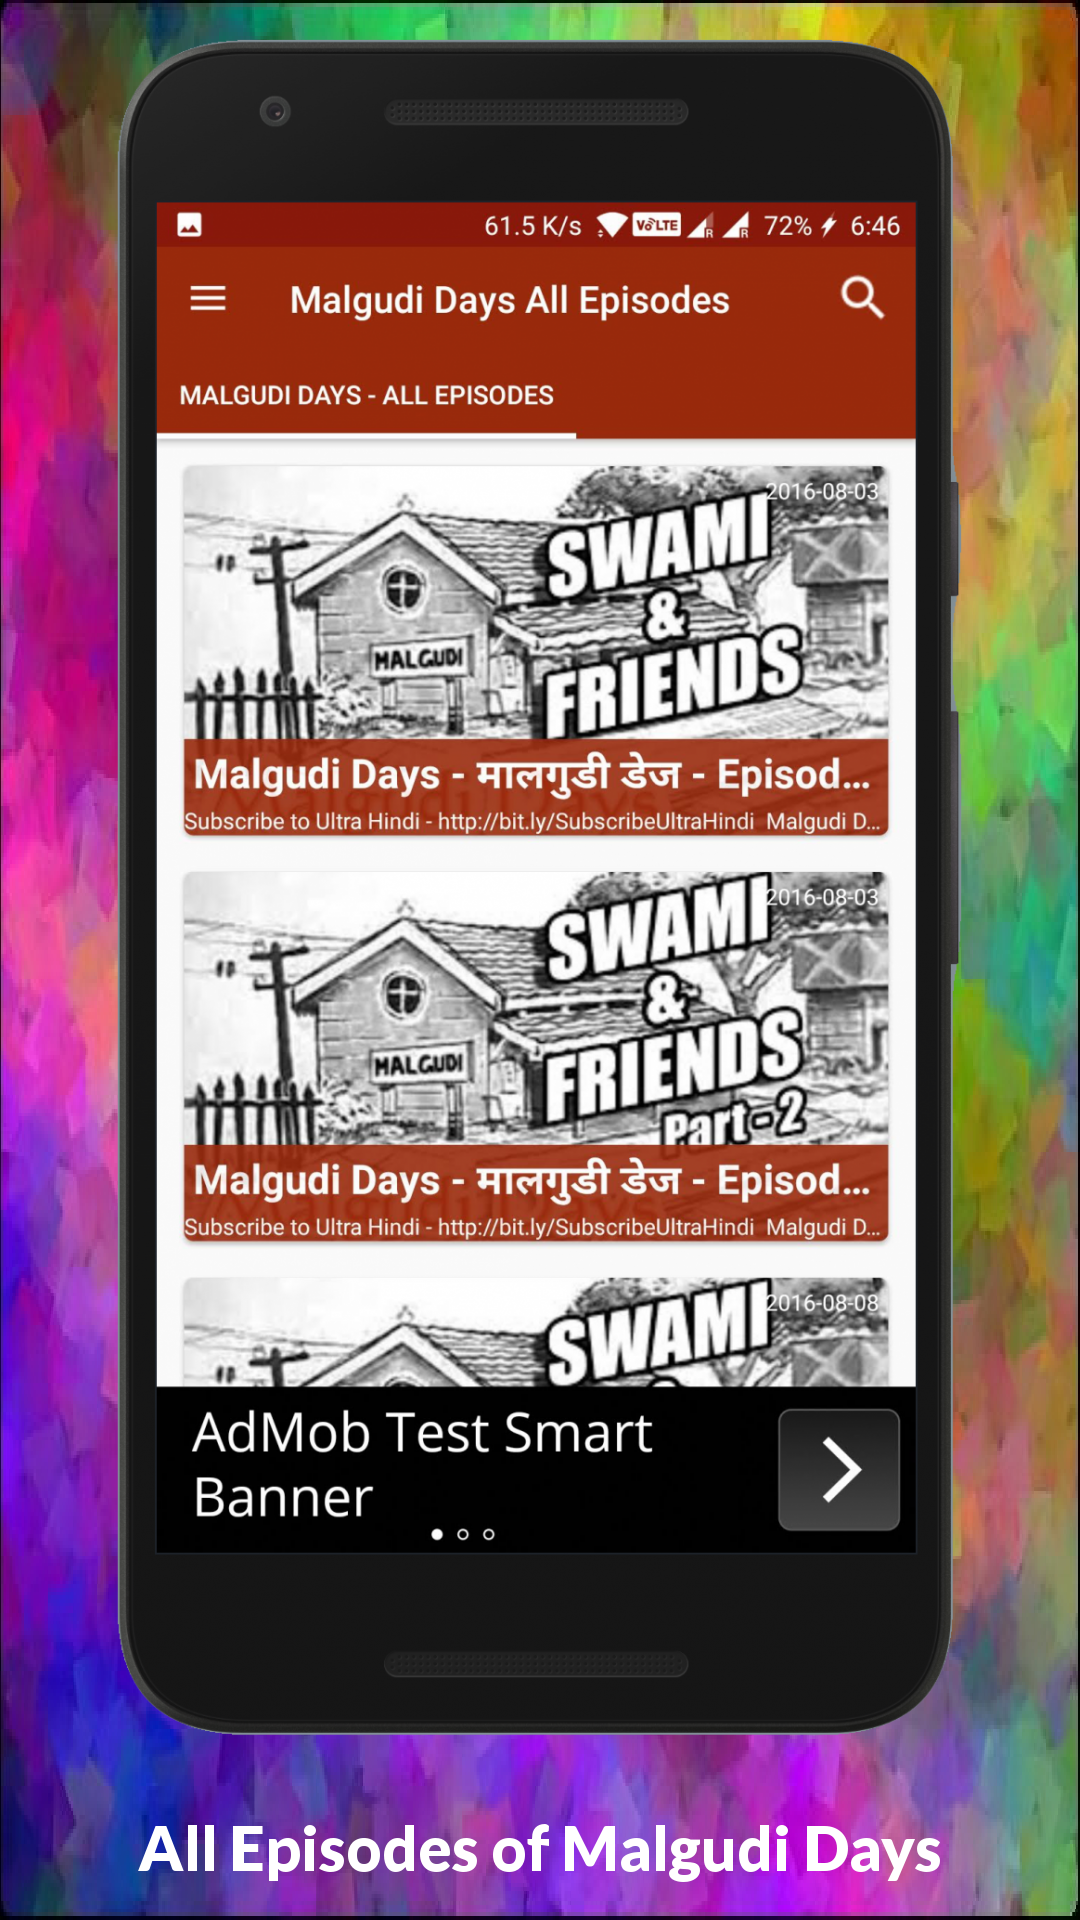 61.5 K/s VoLTE R R 72% 6:46
Malgudi Days All Episodes
MALGUDI DAYS - ALL EPISODES
2016-08-03
SWAMI
&
FRIENDS
MALGUDI
Malgudi Days - मालगुडी डेज - Episod...
Subscribe to Ultra Hindi - http://bit.ly/SubscribeUltraHindi Malgudi D...
2016-08-03
SWAMI
&
FRIENDS
Part-2
MALGUDI
Malgudi Days - मालगुडी डेज - Episod...
Subscribe to Ultra Hindi - http://bit.ly/SubscribeUltraHindi Malgudi D...
2016-08-08
SWAMI
AdMob Test Smart
Banner
All Episodes of Malgudi Days